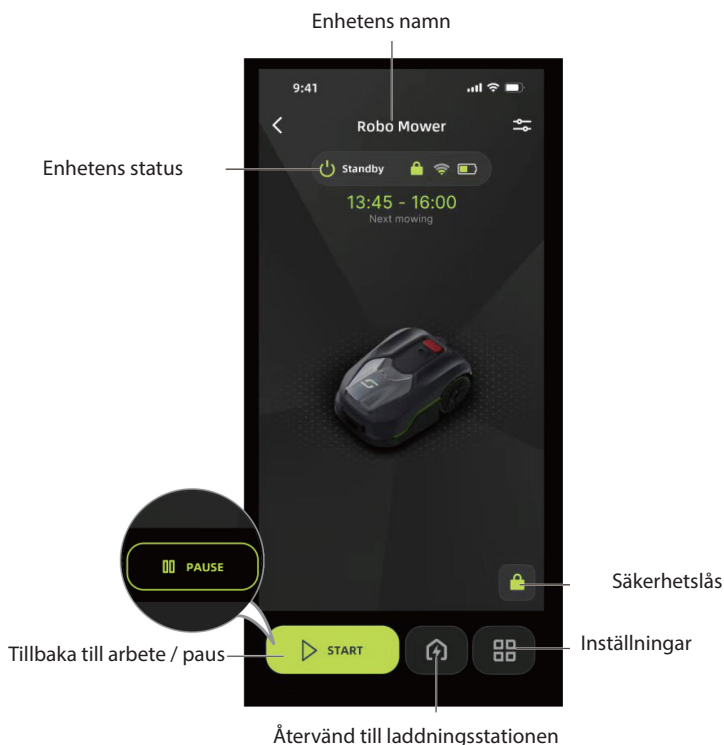 Enhetens namn
9:41
Robo Mower
Enhetens status
Standby
13:45 - 16:00
Next mowing
PAUSE
Säkerhetslås
Tillbaka till arbete / paus
START
Inställningar
Återvänd till laddningsstationen